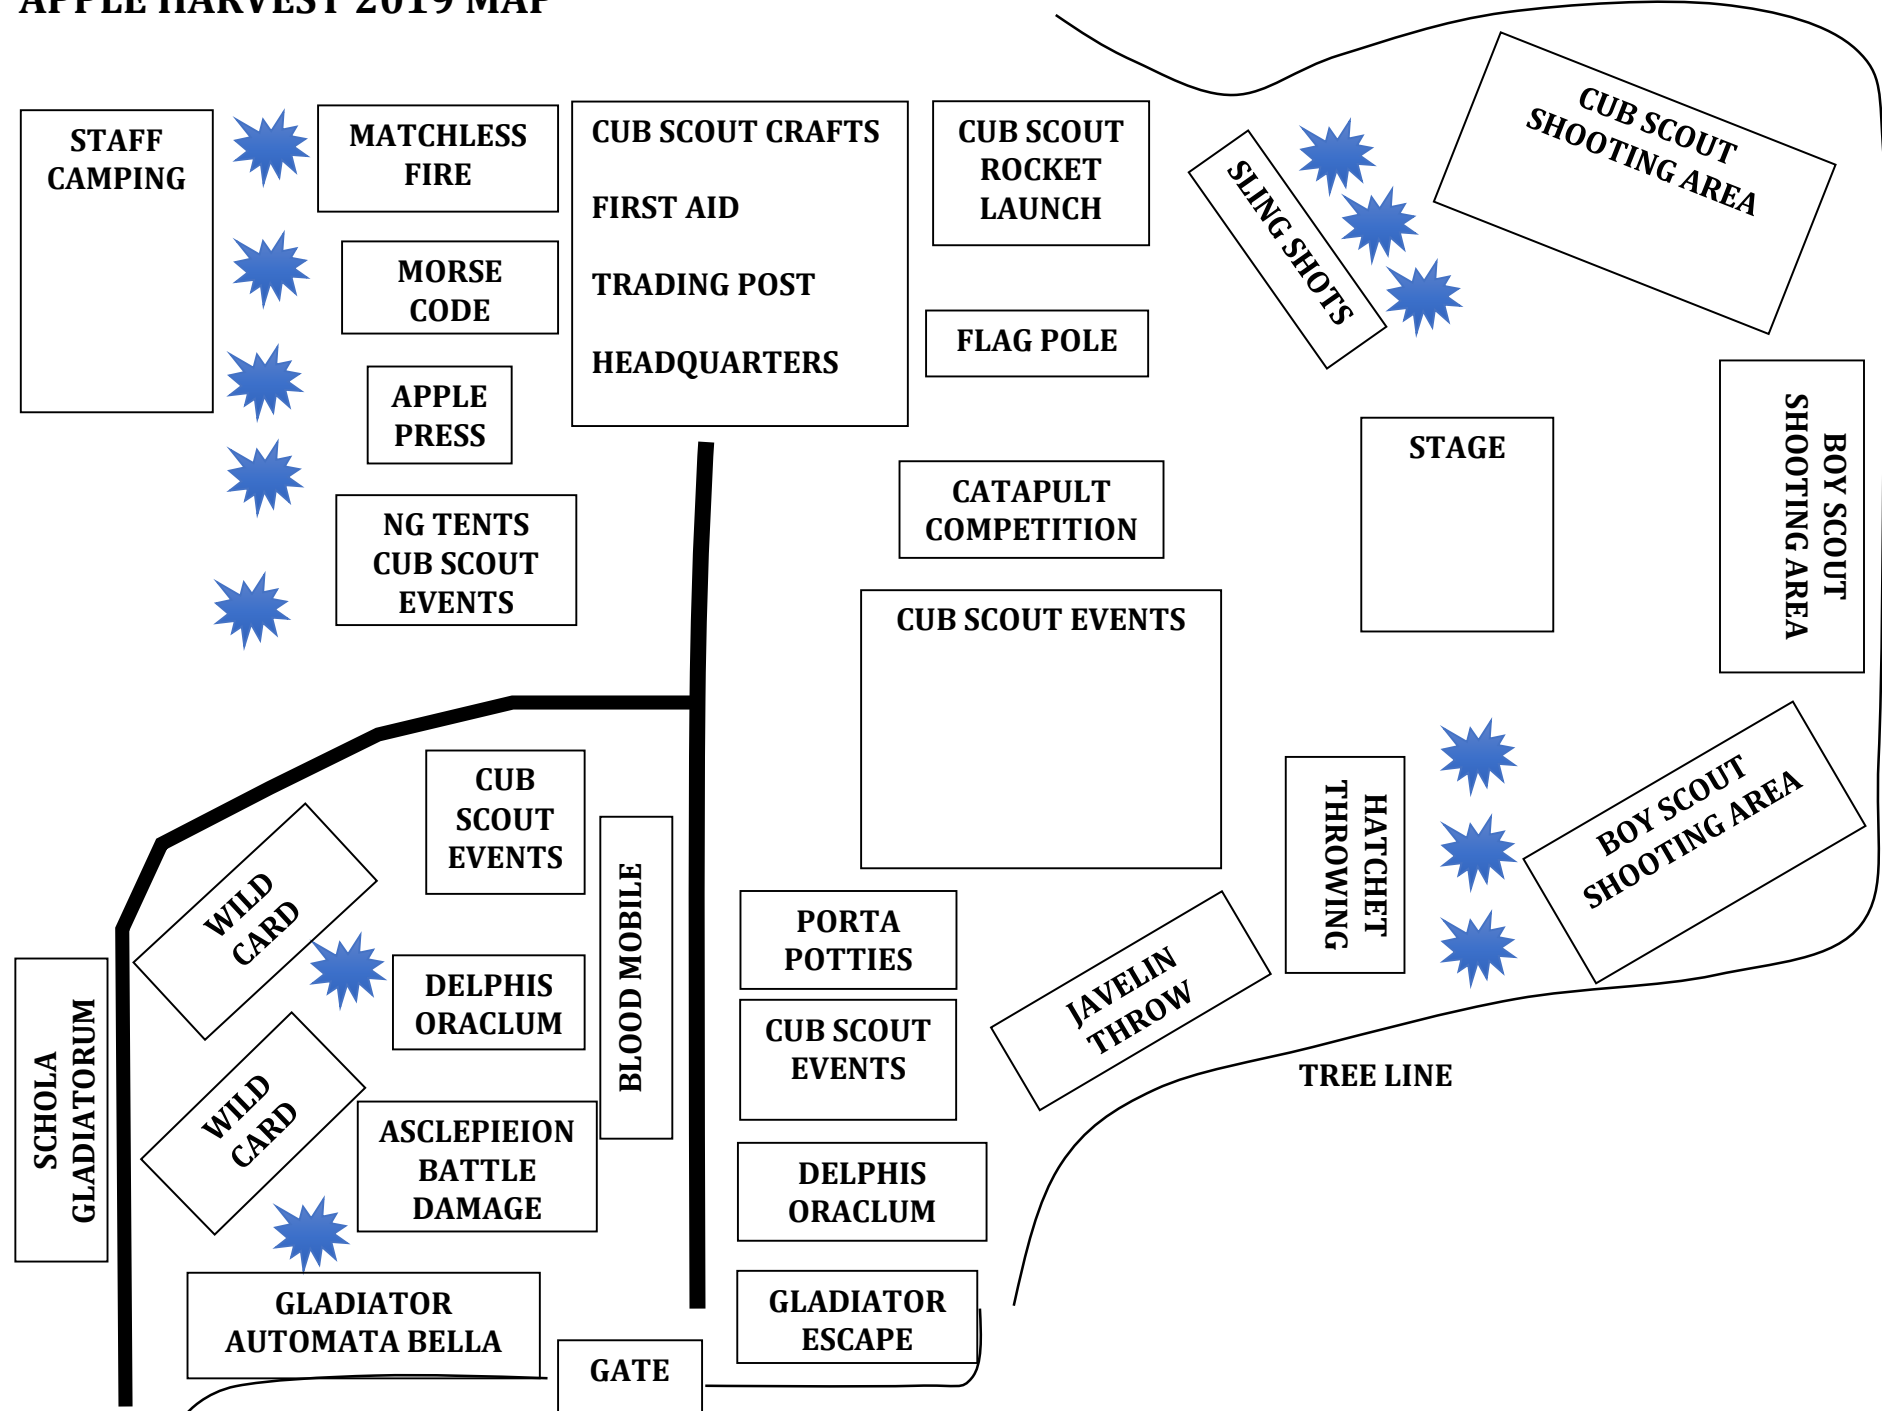 APPLE HARVEST 2019 MAP
STAFF
CAMPING
MATCHLESS
FIRE
CUB SCOUT CRAFTS
FIRST AID
TRADING POST
HEADQUARTERS
CUB SCOUT
ROCKET
LAUNCH
SLING SHOTS
CUB SCOUT
SHOOTING AREA
MORSE
CODE
FLAG POLE
APPLE
PRESS
BOY SCOUT
SHOOTING AREA
STAGE
CATAPULT
COMPETITION
NG TENTS
CUB SCOUT
EVENTS
CUB SCOUT EVENTS
CUB
SCOUT
EVENTS
HATCHET
THROWING
BOY SCOUT
SHOOTING AREA
WILD
CARD
BLOOD MOBILE
PORTA
POTTIES
JAVELIN
THROW
DELPHIS
ORACLUM
SCHOLA
GLADIATORUM
CUB SCOUT
EVENTS
TREE LINE
WILD
CARD
ASCLEPIEION
BATTLE
DAMAGE
DELPHIS
ORACLUM
GLADIATOR
AUTOMATA BELLA
GLADIATOR
ESCAPE
GATE